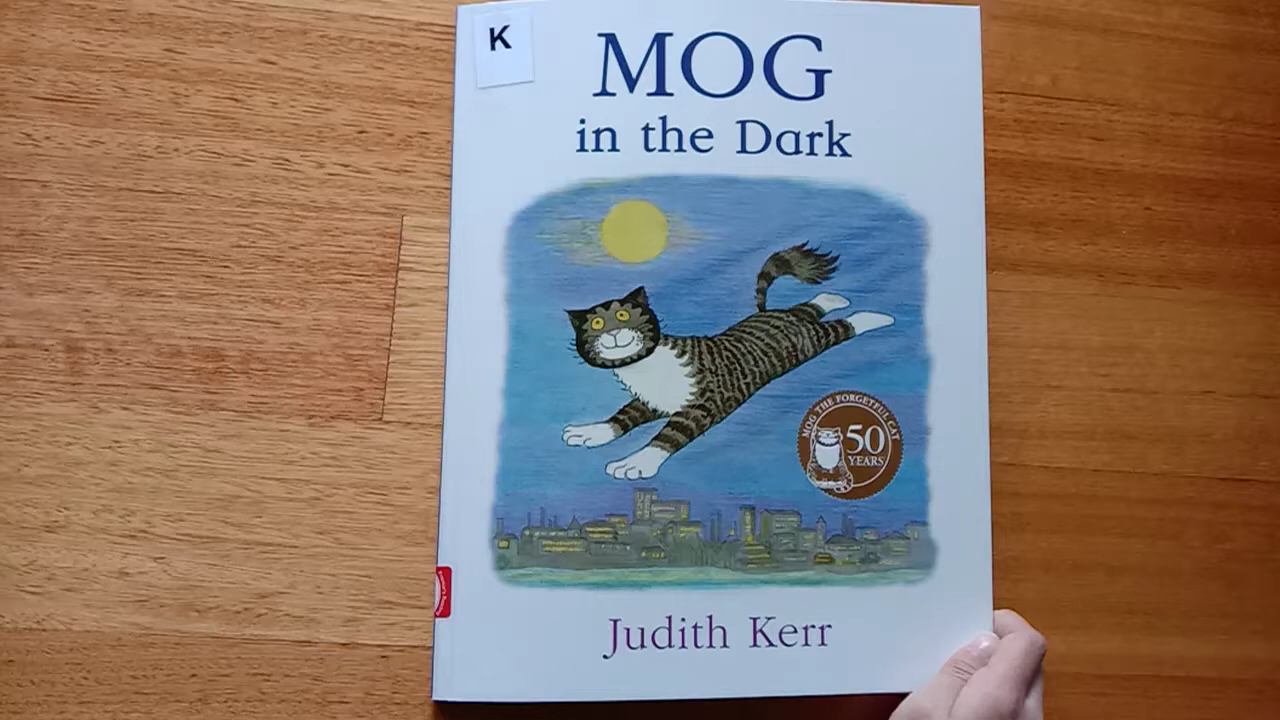 K
MOG
in the Dark
MOG THE FORGETFUL CAT
50
YEARS
Judith Kerr